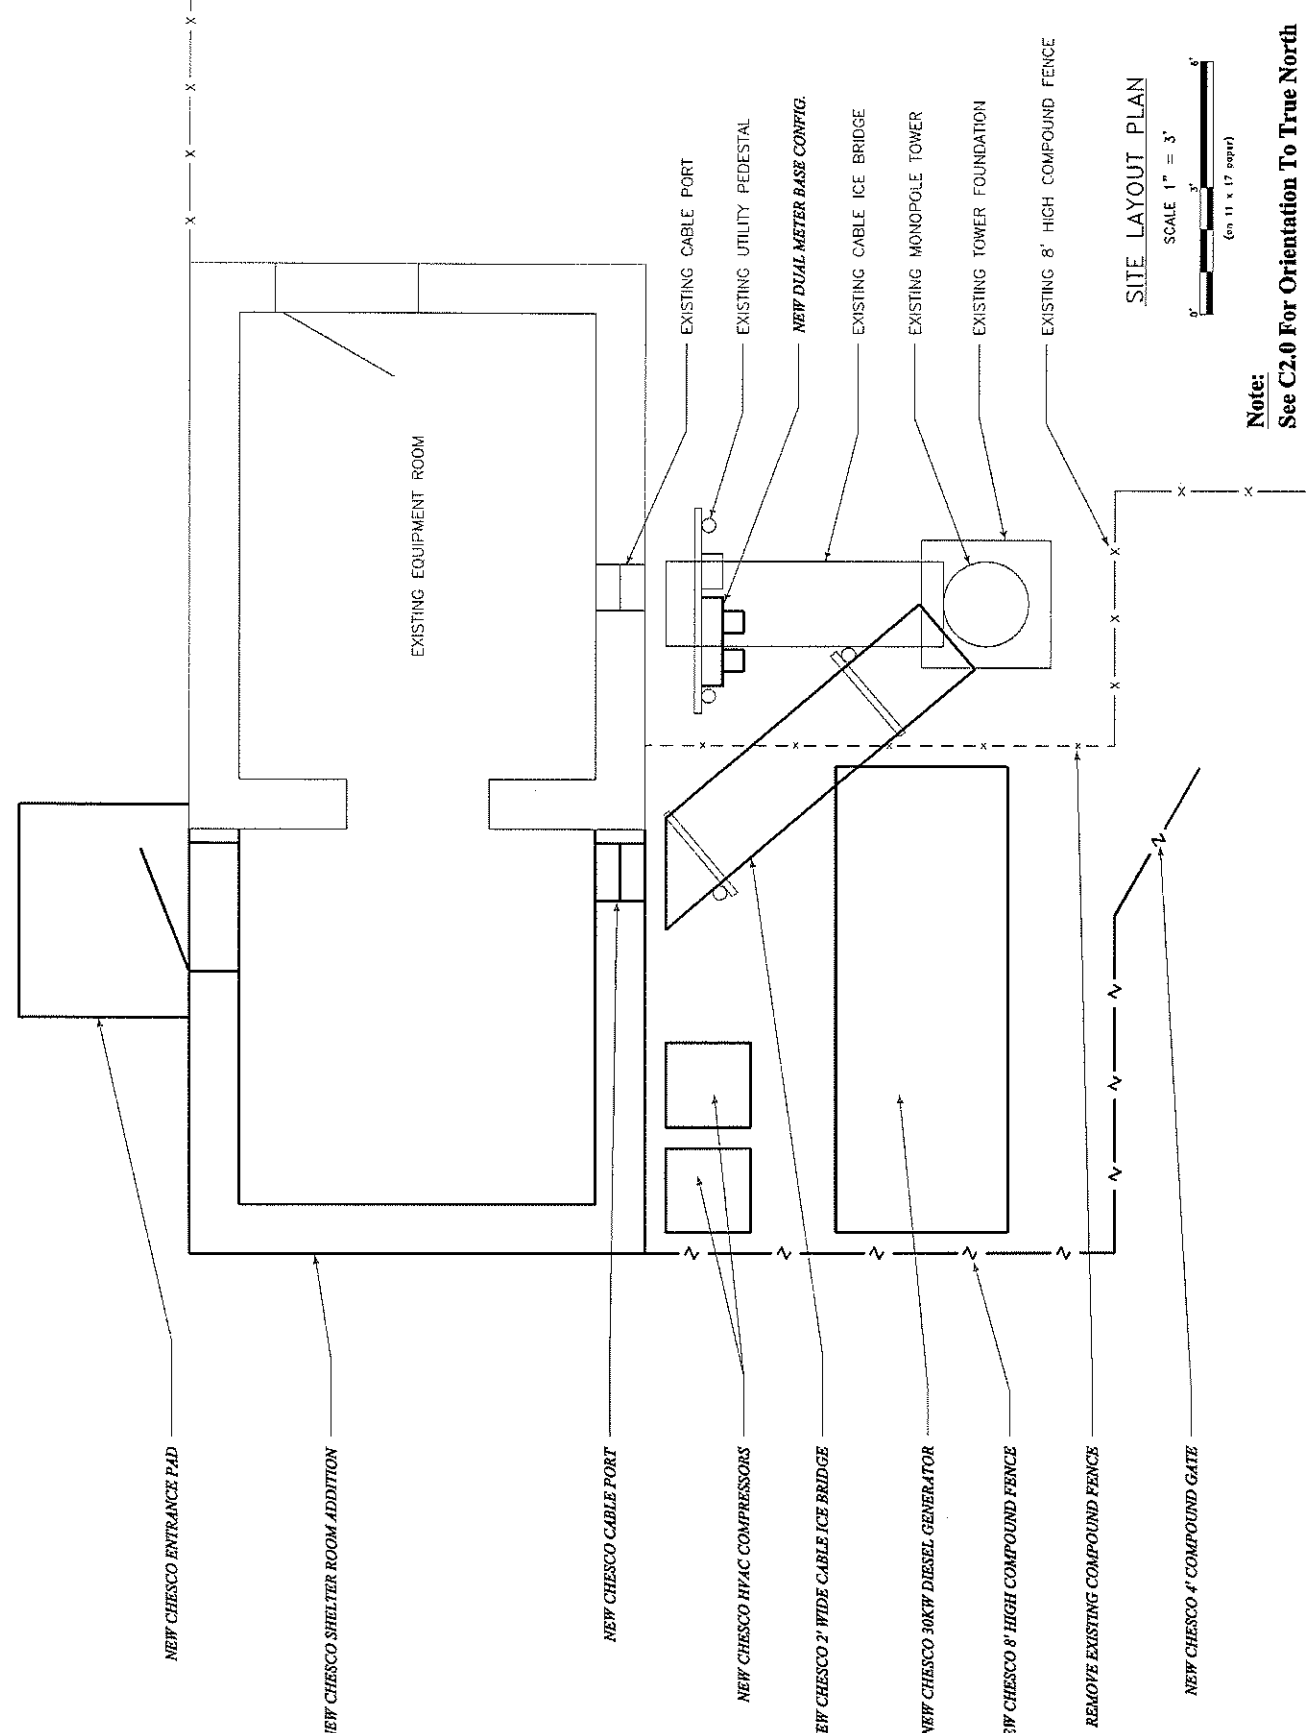 EXISTING EQUIPMENT ROOM
EXISTING CABLE PORT
EXISTING UTILITY PEDESTAL
NEW DUAL METER BASE CONFIG.
EXISTING CABLE ICE BRIDGE
EXISTING MONOPOLE TOWER
EXISTING TOWER FOUNDATION
EXISTING 8' HIGH COMPOUND FENCE
NEW CHESCO ENTRANCE PAD
NEW CHESCO SHELTER ROOM ADDITION
NEW CHESCO CABLE PORT
NEW CHESCO HVAC COMPRESSORS
EW CHESCO 2' WIDE CABLE ICE BRIDGE
NEW CHESCO 30KW DIESEL GENERATOR
EW CHESCO 8' HIGH COMPOUND FENCE
REMOVE EXISTING COMPOUND FENCE
NEW CHESCO 4' COMPOUND GATE
SITE LAYOUT PLAN
SCALE 1" = 3'
0' 3' 6'
(on 11 x 17 paper)
Note:
See C2.0 For Orientation To True North